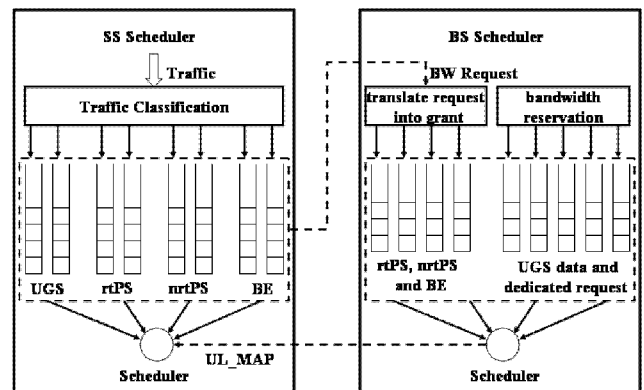 SS Scheduler
Traffic
Traffic Classification
UGS
rtPS
nrtPS
BE
Scheduler
UL_MAP
BS Scheduler
BW Request
translate request
into grant
bandwidth
reservation
rtPS, nrtPS
and BE
UGS data and
dedicated request
Scheduler